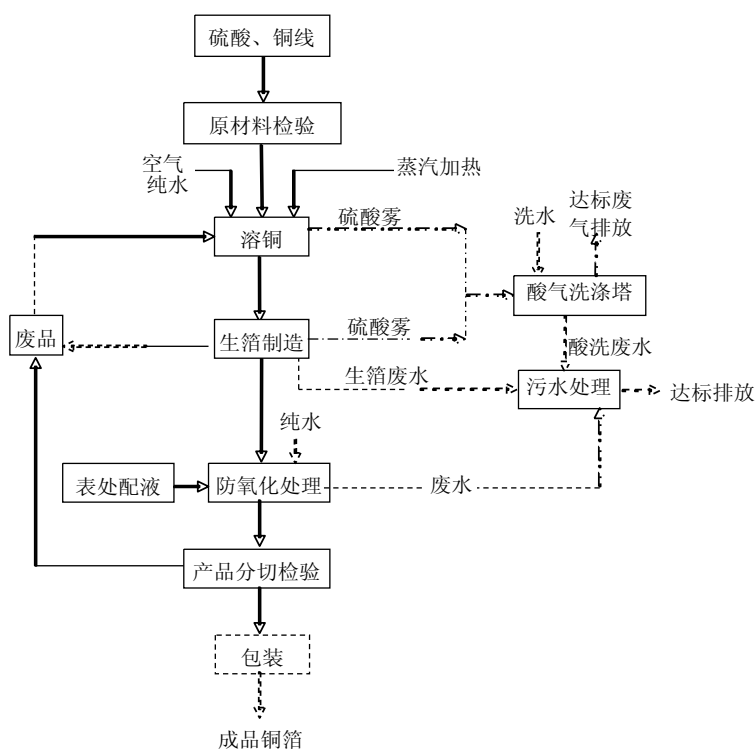 硫酸、铜线
原材料检验
空气
纯水
蒸汽加热
溶铜
硫酸雾
洗水
达标废
气排放
酸气洗涤塔
废品
生箔制造
硫酸雾
酸洗废水
生箔废水
污水处理
达标排放
纯水
表处配液
防氧化处理
废水
产品分切检验
包装
成品铜箔